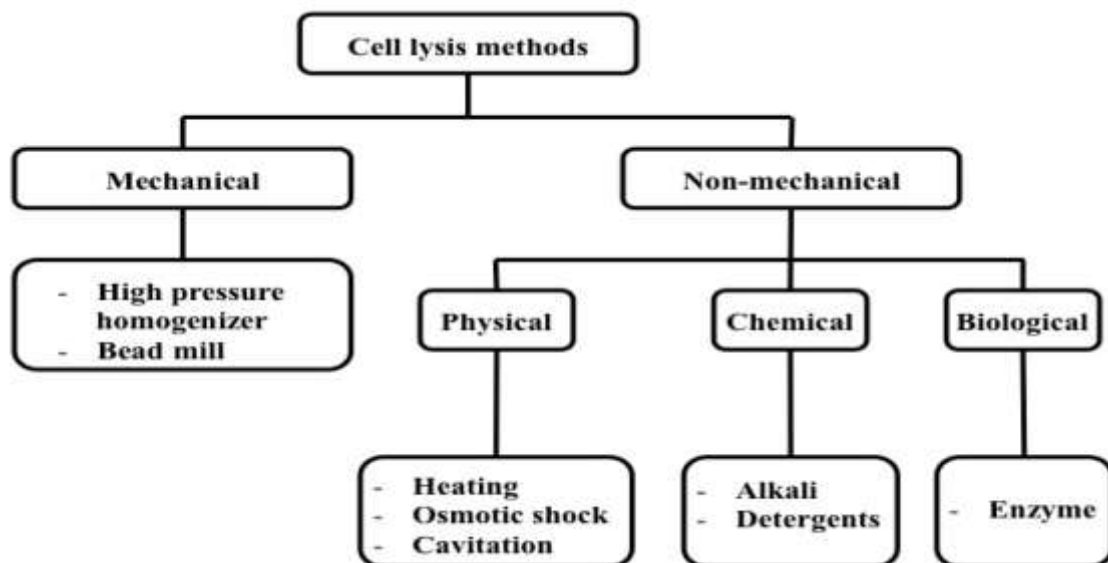 Cell lysis methods
Mechanical
Non-mechanical
- High pressure
homogenizer
- Bead mill
Physical
Chemical
Biological
- Heating
- Osmotic shock
- Cavitation
- Alkali
- Detergents
- Enzyme